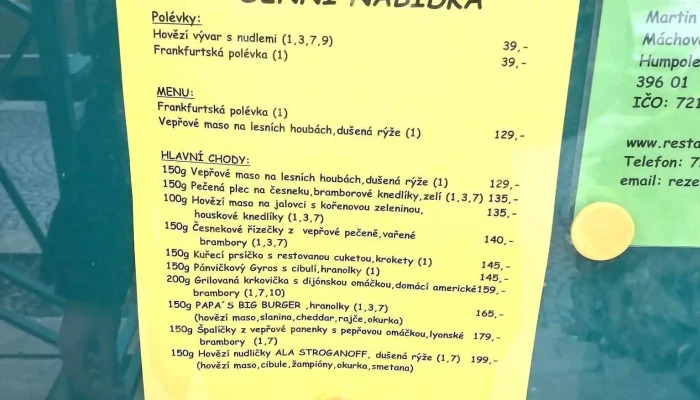 DENNÍ NABÍDKA
Polévky:
Hovězí vývar s nudlemi (1,3,7,9) 39,-
Frankfurtská polévka (1) 39,-
MENU:
Frankfurtská polévka (1)
Vepřové maso na lesních houbách,dušená rýže (1) 129,-
HLAVNÍ CHODY:
150g Vepřové maso na lesních houbách,dušená rýže (1) 129,-
150g Pečená plec na česneku,bramborové knedlíky,zelí (1,3,7) 135,-
100g Hovězí maso na jalovci s kořenovou zeleninou,
houskové knedlíky (1,3,7) 135,-
150g Česnekové řízečky z vepřové pečeně,vařené
brambory (1,3,7) 140,-
150g Kuřecí prsíčko s restovanou cuketou,krokety (1) 145,-
150g Pánvičkový Gyros s cibulí,hranolky (1) 145,-
200g Grilovaná krkovička s dijónskou omáčkou,domácí americké 159,-
brambory (1,7,10)
150g PAPA´S BIG BURGER ,hranolky (1,3,7) 165,-
(hovězí maso,slanina,cheddar,rajče,okurka)
150g Špalíčky z vepřové panenky s pepřovou omáčkou,lyonské 179,-
brambory (1,7)
150g Hovězí nudličky ALA STROGANOFF, dušená rýže (1,7) 199,-
(hovězí maso,cibule,žampióny,okurka,smetana)
Martin
Máchov
Humpole
396 01
IČO: 721
www.resta
Telefon: 7
email: reze